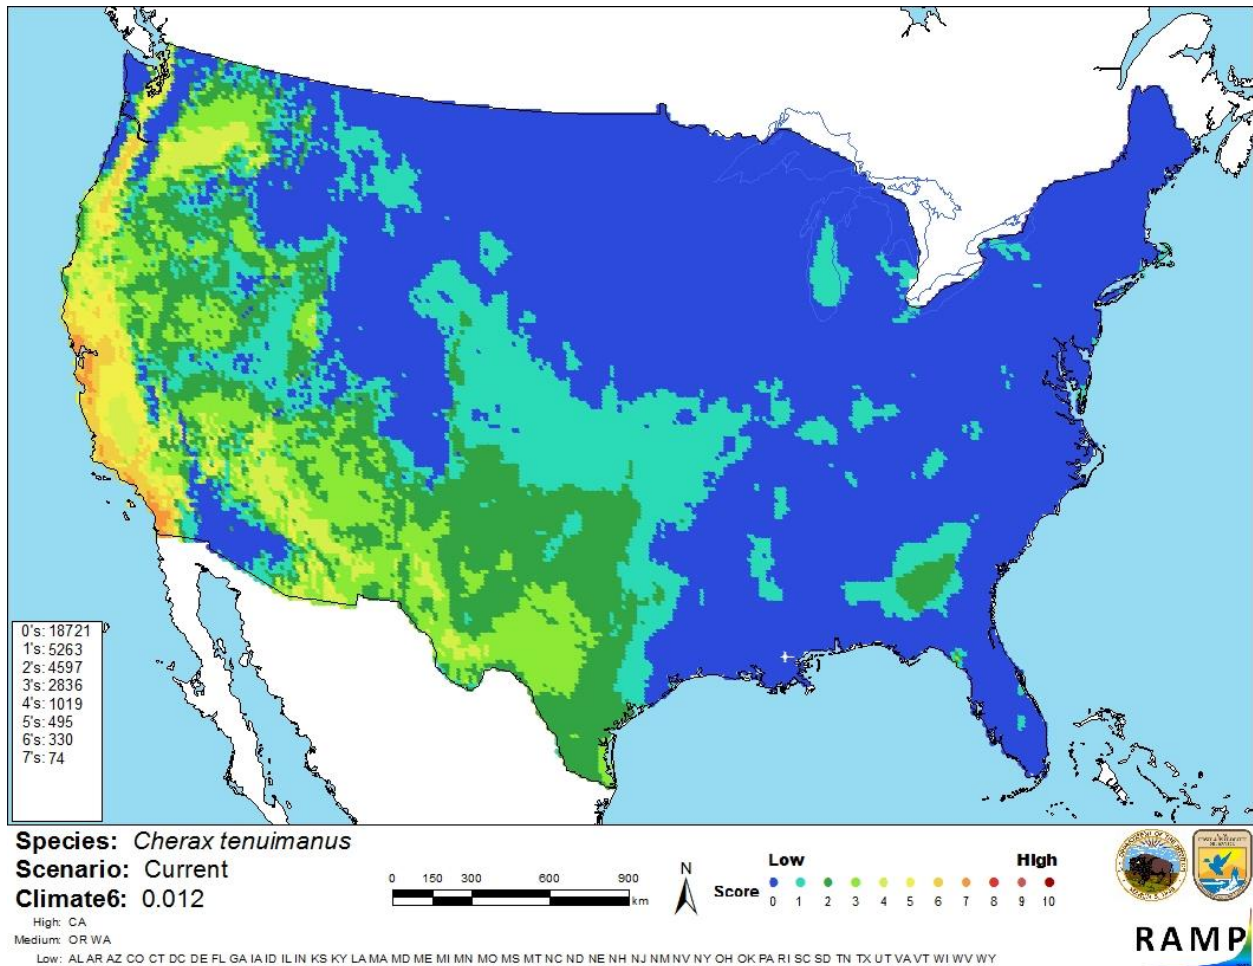 0's: 18721
1's: 5263
2's: 4597
3's: 2836
4's: 1019
5's: 495
6's: 330
7's: 74
Species: Cherax tenuimanus
Scenario: Current
Climate6: 0.012
High: CA
Medium: OR WA
Low: AL AR AZ CO CT DC DE FL GA IA ID IL IN KS KY LA MA MD ME MI MN MO MS MT NC ND NE NH NJ NM NV NY OH OK PA RI SC SD TN TX UT VA VT WI WV WY
0 150 300 600 900
km
N
Low High
Score 0 1 2 3 4 5 6 7 8 9 10
RAMP